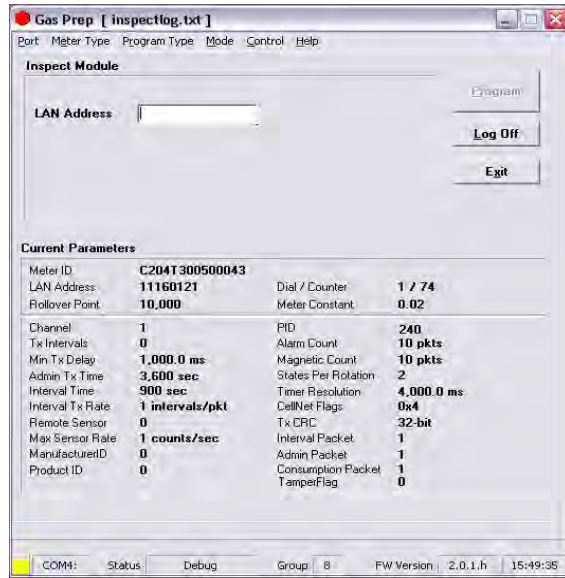 Gas Prep [ inspectlog.txt ]
Port Meter Type Program Type Mode Control Help
Inspect Module
Program
LAN Address
Log Off
Exit
Current Parameters
Meter ID C204T300500043
LAN Address 11160121 Dial / Counter 1 / 74
Rollover Point 10,000 Meter Constant 0.02
Channel 1 PID 240
Tx Intervals 0 Alarm Count 10 pkts
Min Tx Delay 1,000.0 ms Magnetic Count 10 pkts
Admin Tx Time 3,600 sec States Per Rotation 2
Interval Time 900 sec Timer Resolution 4,000.0 ms
Interval Tx Rate 1 intervals/pkt CellNet Flags 0x4
Remote Sensor 0 Tx CRC 32-bit
Max Sensor Rate 1 counts/sec Interval Packet 1
ManufacturerID 0 Admin Packet 1
Product ID 0 Consumption Packet 1
TamperFlag 0
COM4: Status Debug Group 8 FW Version 2.0.1.h 15:49:35